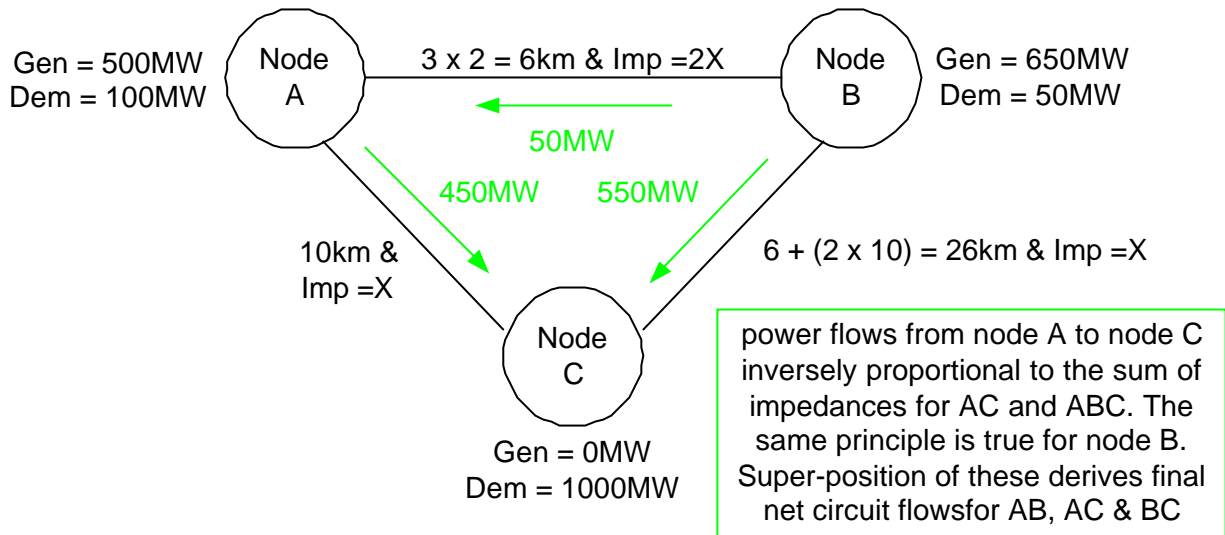 Gen = 500MW
Dem = 100MW
Node
A
3 x 2 = 6km & Imp =2X
Node
B
Gen = 650MW
Dem = 50MW
50MW
450MW
550MW
10km &
Imp =X
6 + (2 x 10) = 26km & Imp =X
Node
C
Gen = 0MW
Dem = 1000MW
power flows from node A to node C
inversely proportional to the sum of
impedances for AC and ABC. The
same principle is true for node B.
Super-position of these derives final
net circuit flowsfor AB, AC & BC